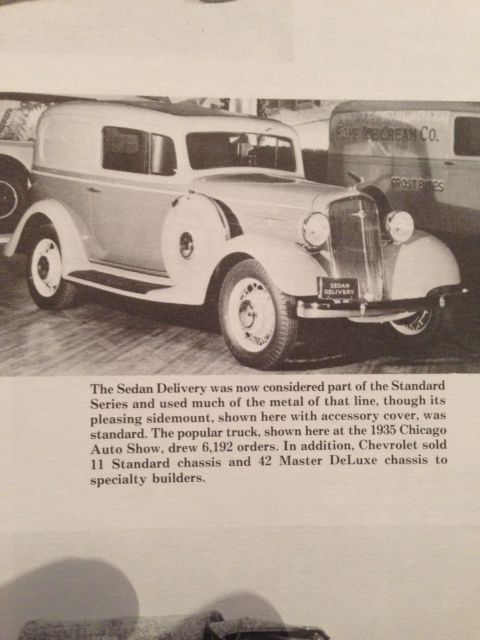 HOME ICE CREAM CO.
FROST BITES
SEDAN
DELIVERY
The Sedan Delivery was now considered part of the Standard
Series and used much of the metal of that line, though its
pleasing sidemount, shown here with accessory cover, was
standard. The popular truck, shown here at the 1935 Chicago
Auto Show, drew 6,192 orders. In addition, Chevrolet sold
11 Standard chassis and 42 Master DeLuxe chassis to
specialty builders.